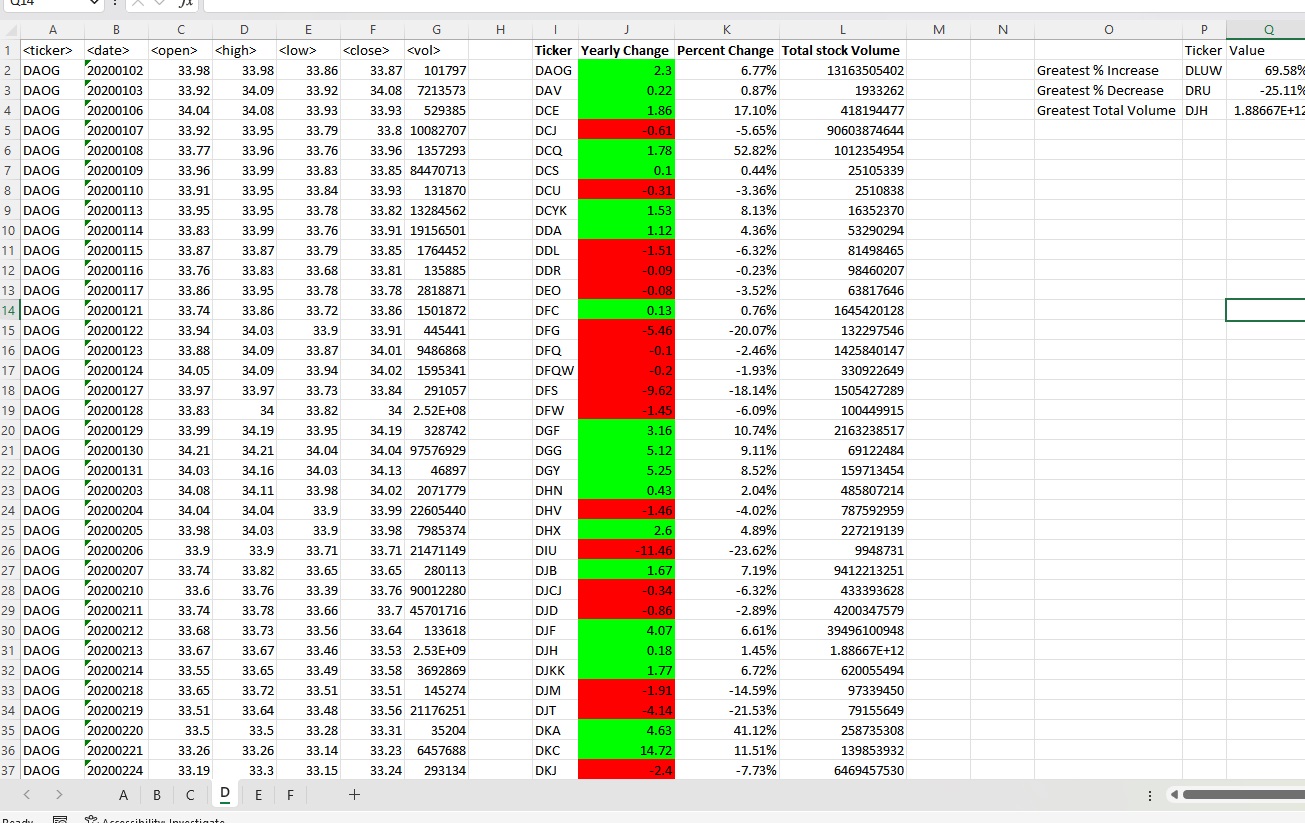 Q14 fx
A B C D E F G H I J K L M N O P Q
1 <ticker> <date> <open> <high> <low> <close> <vol> Ticker Yearly Change Percent Change Total stock Volume Ticker Value
2 DAOG 20200102 33.98 33.98 33.86 33.87 101797 DAOG 2.3 6.77% 13163505402 Greatest % Increase DLUW 69.58%
3 DAOG 20200103 33.92 34.09 33.92 34.08 7213573 DAV 0.22 0.87% 1933262 Greatest % Decrease DRU -25.11%
4 DAOG 20200106 34.04 34.08 33.93 33.93 529385 DCE 1.86 17.10% 418194477 Greatest Total Volume DJH 1.88667E+12
5 DAOG 20200107 33.92 33.95 33.79 33.8 10082707 DCJ -0.61 -5.65% 90603874644
6 DAOG 20200108 33.77 33.96 33.76 33.96 1357293 DCQ 1.78 52.82% 1012354954
7 DAOG 20200109 33.96 33.99 33.83 33.85 84470713 DCS 0.1 0.44% 25105339
8 DAOG 20200110 33.91 33.95 33.84 33.93 131870 DCU -0.31 -3.36% 2510838
9 DAOG 20200113 33.95 33.95 33.78 33.82 13284562 DCYK 1.53 8.13% 16352370
10 DAOG 20200114 33.83 33.99 33.76 33.91 19156501 DDA 1.12 4.36% 53290294
11 DAOG 20200115 33.87 33.87 33.79 33.85 1764452 DDL -1.51 -6.32% 81498465
12 DAOG 20200116 33.76 33.83 33.68 33.81 135885 DDR -0.09 -0.23% 98460207
13 DAOG 20200117 33.86 33.95 33.78 33.78 2818871 DEO -0.08 -3.52% 63817646
14 DAOG 20200121 33.74 33.86 33.72 33.86 1501872 DFC 0.13 0.76% 1645420128
15 DAOG 20200122 33.94 34.03 33.9 33.91 445441 DFG -5.46 -20.07% 132297546
16 DAOG 20200123 33.88 34.09 33.87 34.01 9486868 DFQ -0.1 -2.46% 1425840147
17 DAOG 20200124 34.05 34.09 33.94 34.02 1595341 DFQW -0.2 -1.93% 330922649
18 DAOG 20200127 33.97 33.97 33.73 33.84 291057 DFS -9.62 -18.14% 1505427289
19 DAOG 20200128 33.83 34 33.82 34 2.52E+08 DFW -1.45 -6.09% 100449915
20 DAOG 20200129 33.99 34.19 33.95 34.19 328742 DGF 3.16 10.74% 2163238517
21 DAOG 20200130 34.21 34.21 34.04 34.04 97576929 DGG 5.12 9.11% 69122484
22 DAOG 20200131 34.03 34.16 34.03 34.13 46897 DGY 5.25 8.52% 159713454
23 DAOG 20200203 34.08 34.11 33.98 34.02 2071779 DHN 0.43 2.04% 485807214
24 DAOG 20200204 34.04 34.04 33.9 33.99 22605440 DHV -1.46 -4.02% 787592959
25 DAOG 20200205 33.98 34.03 33.9 33.98 7985374 DHX 2.6 4.89% 227219139
26 DAOG 20200206 33.9 33.9 33.71 33.71 21471149 DIU -11.46 -23.62% 9948731
27 DAOG 20200207 33.74 33.82 33.65 33.65 280113 DJB 1.67 7.19% 9412213251
28 DAOG 20200210 33.6 33.76 33.39 33.76 90012280 DJCJ -0.34 -6.32% 433393628
29 DAOG 20200211 33.74 33.78 33.66 33.7 45701716 DJD -0.86 -2.89% 4200347579
30 DAOG 20200212 33.68 33.73 33.56 33.64 133618 DJF 4.07 6.61% 39496100948
31 DAOG 20200213 33.67 33.67 33.46 33.53 2.53E+09 DJH 0.18 1.45% 1.88667E+12
32 DAOG 20200214 33.55 33.65 33.49 33.58 3692869 DJKK 1.77 6.72% 620055494
33 DAOG 20200218 33.65 33.72 33.51 33.51 145274 DJM -1.91 -14.59% 97339450
34 DAOG 20200219 33.51 33.64 33.48 33.56 21176251 DJT -4.14 -21.53% 79155649
35 DAOG 20200220 33.5 33.5 33.28 33.31 35204 DKA 4.63 41.12% 258735308
36 DAOG 20200221 33.26 33.26 33.14 33.23 6457688 DKC 14.72 11.51% 139853932
37 DAOG 20200224 33.19 33.3 33.15 33.24 293134 DKJ -2.4 -7.73% 6469457530
A B C D E F
Ready Accessibility: Investigate